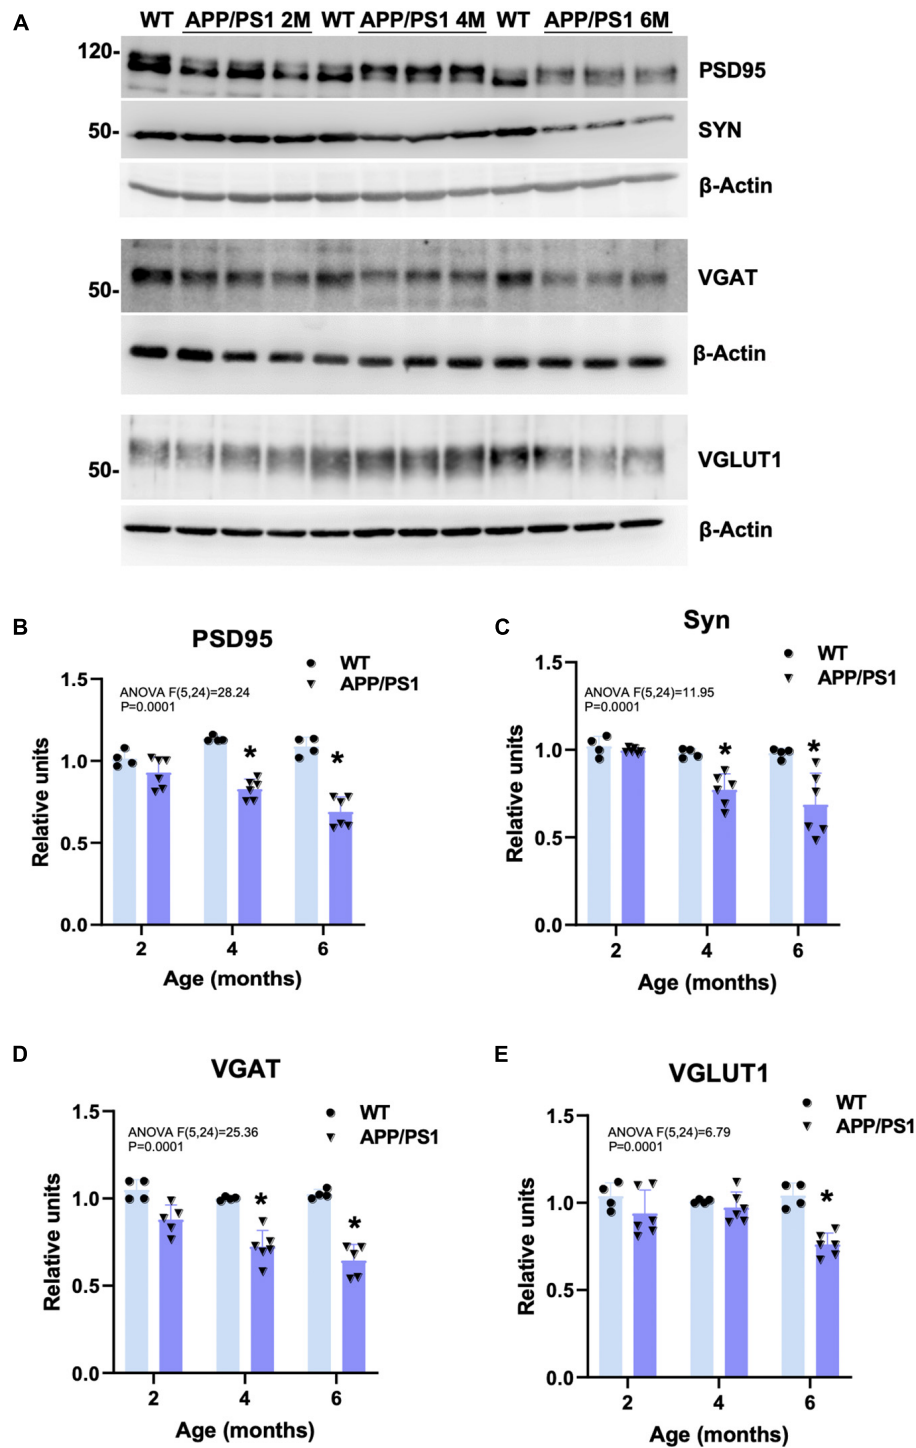 A
WT APP/PS1 2M WT APP/PS1 4M WT APP/PS1 6M
120-
PSD95
50-
SYN
β-Actin
VGAT
50-
β-Actin
VGLUT1
50-
β-Actin
B
PSD95
WT
APP/PS1
ANOVA F(5,24)=28.24
P=0.0001
Relative units
1.5
1.0
0.5
0.0
2 4 6
Age (months)
C
Syn
WT
APP/PS1
ANOVA F(5,24)=11.95
P=0.0001
Relative units
1.5
1.0
0.5
0.0
2 4 6
Age (months)
D
VGAT
WT
APP/PS1
ANOVA F(5,24)=25.36
P=0.0001
Relative units
1.5
1.0
0.5
0.0
2 4 6
Age (months)
E
VGLUT1
WT
APP/PS1
ANOVA F(5,24)=6.79
P=0.0001
Relative units
1.5
1.0
0.5
0.0
2 4 6
Age (months)